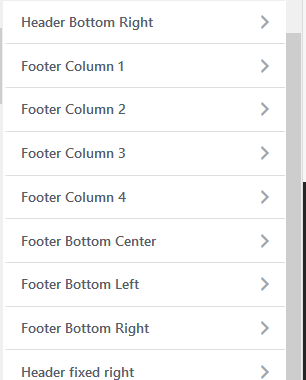 Header Bottom Right
Footer Column 1
Footer Column 2
Footer Column 3
Footer Column 4
Footer Bottom Center
Footer Bottom Left
Footer Bottom Right
Header fixed right